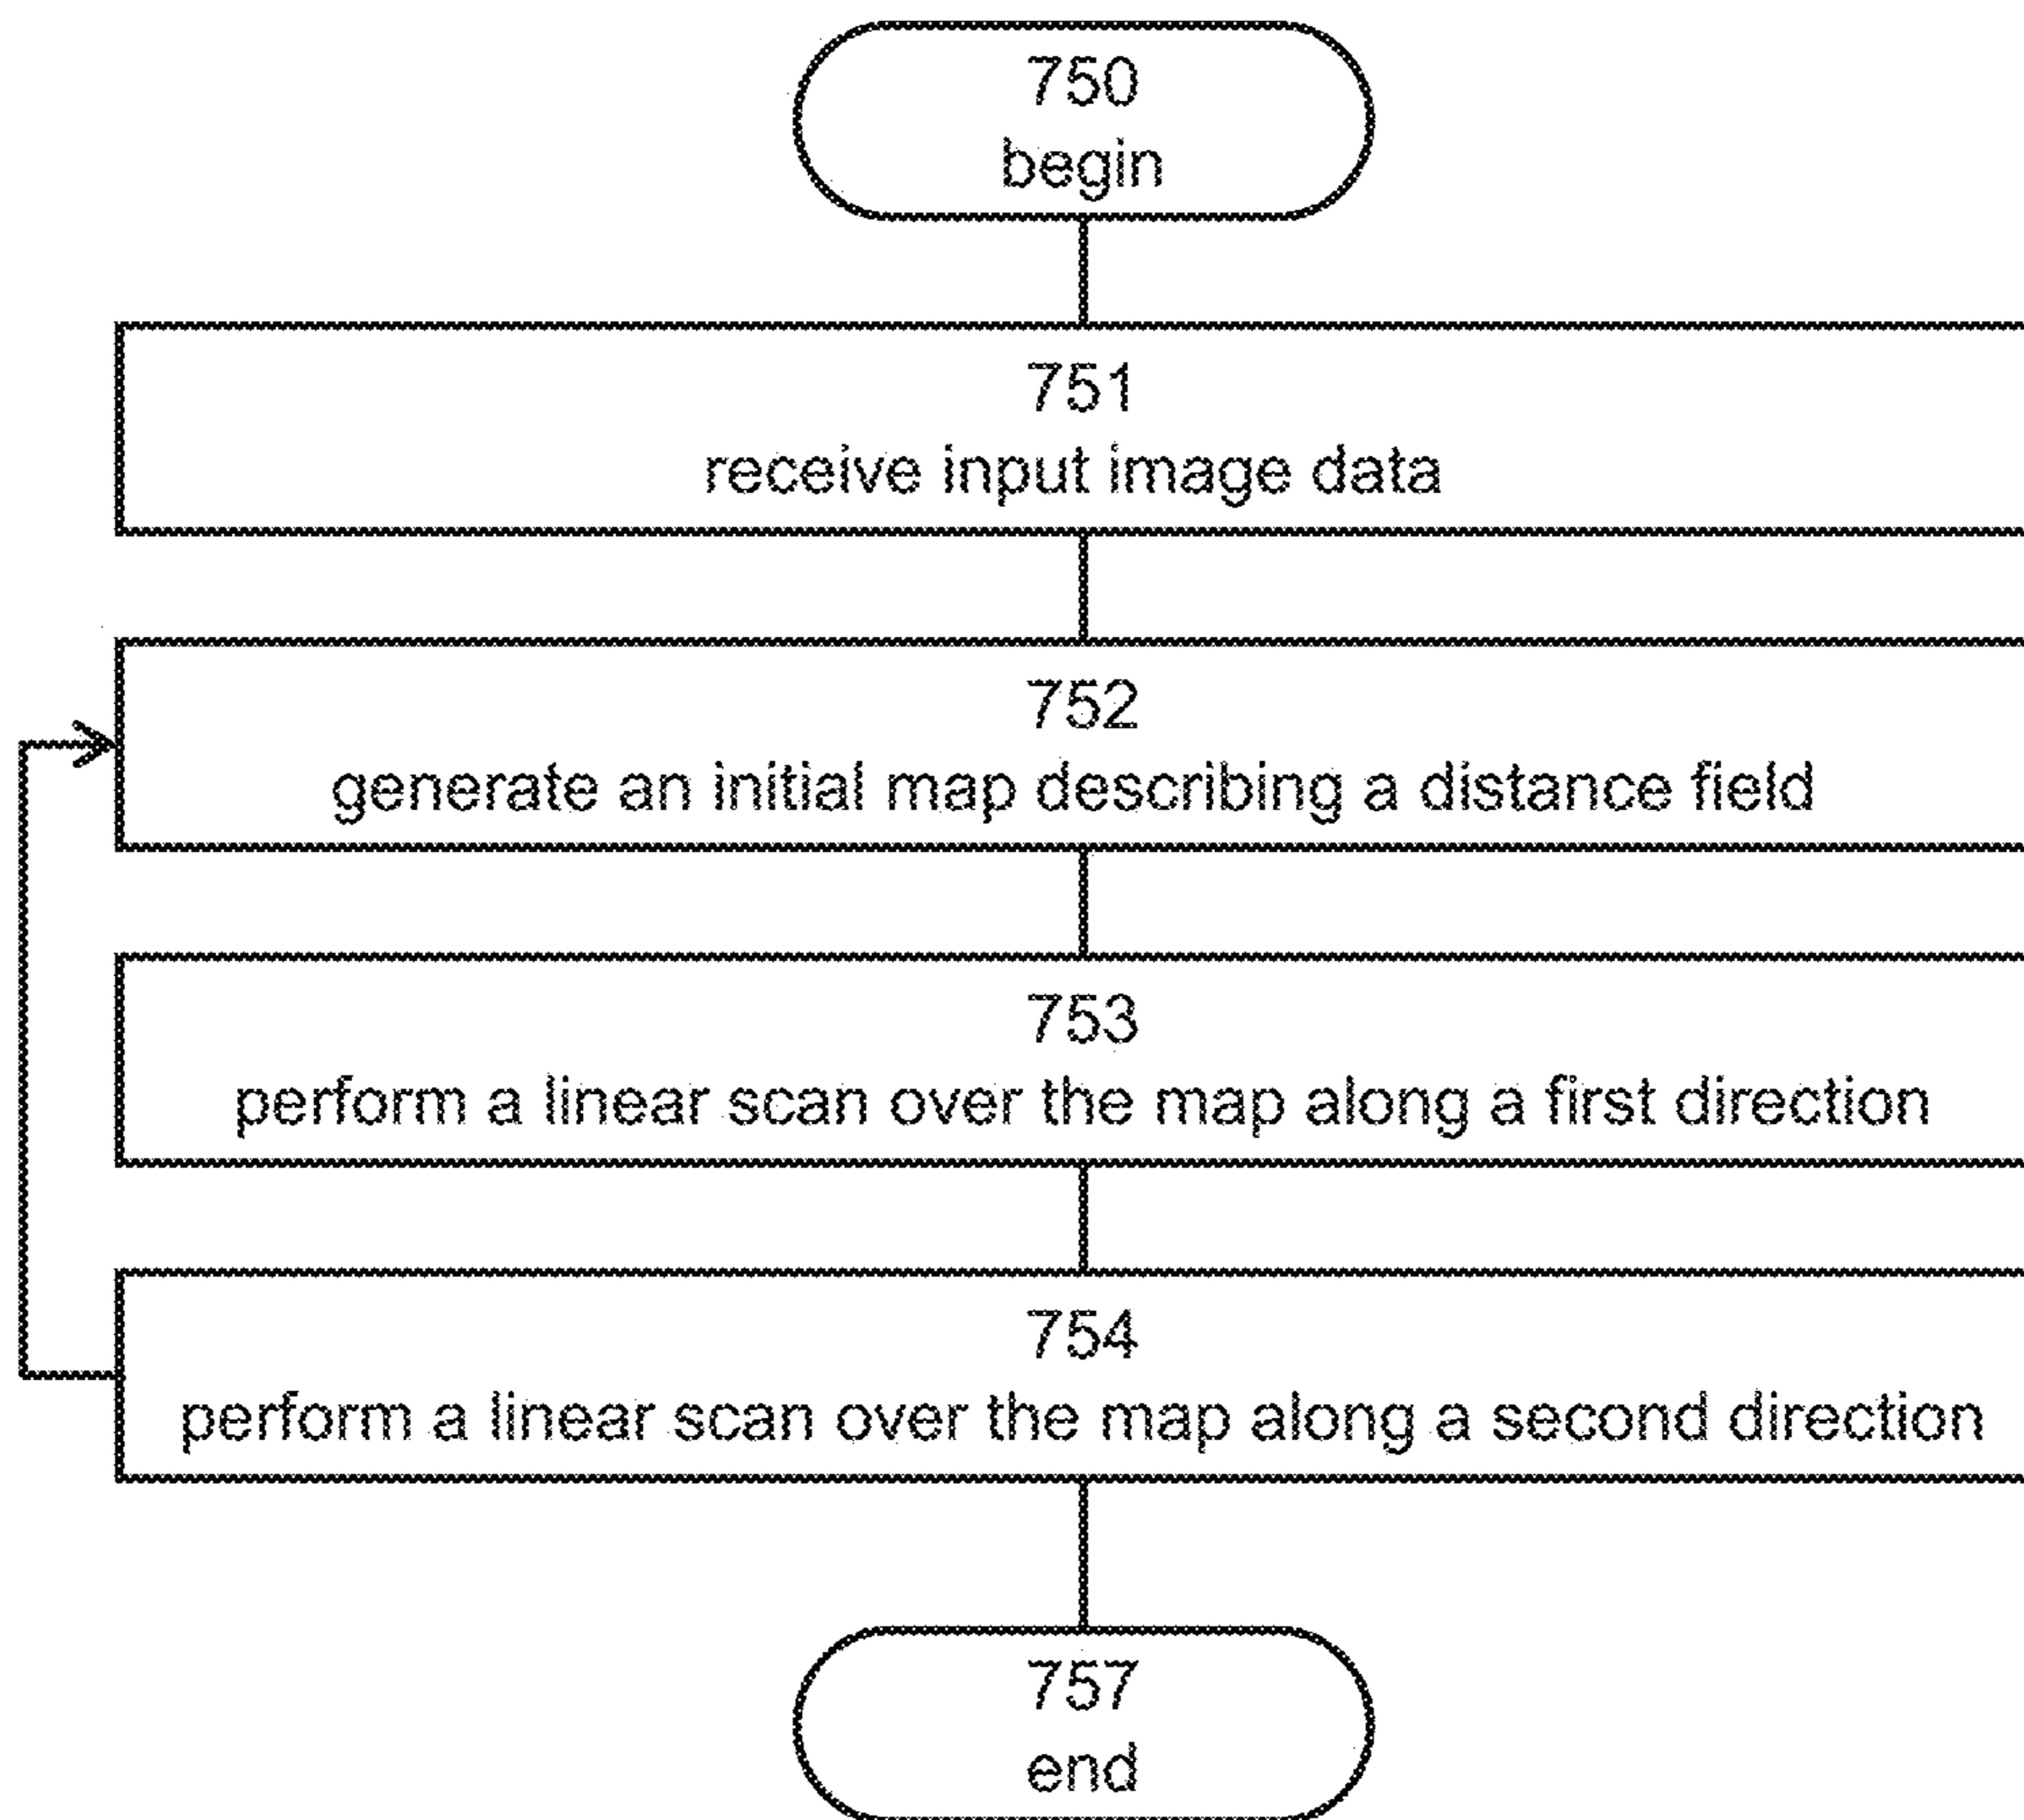 750
begin
751
receive input image data
752
generate an initial map describing a distance field
753
perform a linear scan over the map along a first direction
754
perform a linear scan over the map along a second direction
757
end